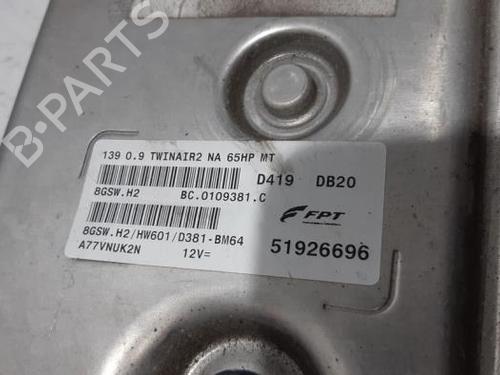 B-PARTS
139 0.9 TWINAIR2 NA 65HP MT
D419 DB20
8GSW.H2 BC.0109381.C
FPT
8GSW.H2/HW601/D381-BM64
A77VNUK2N 12V= 51926696